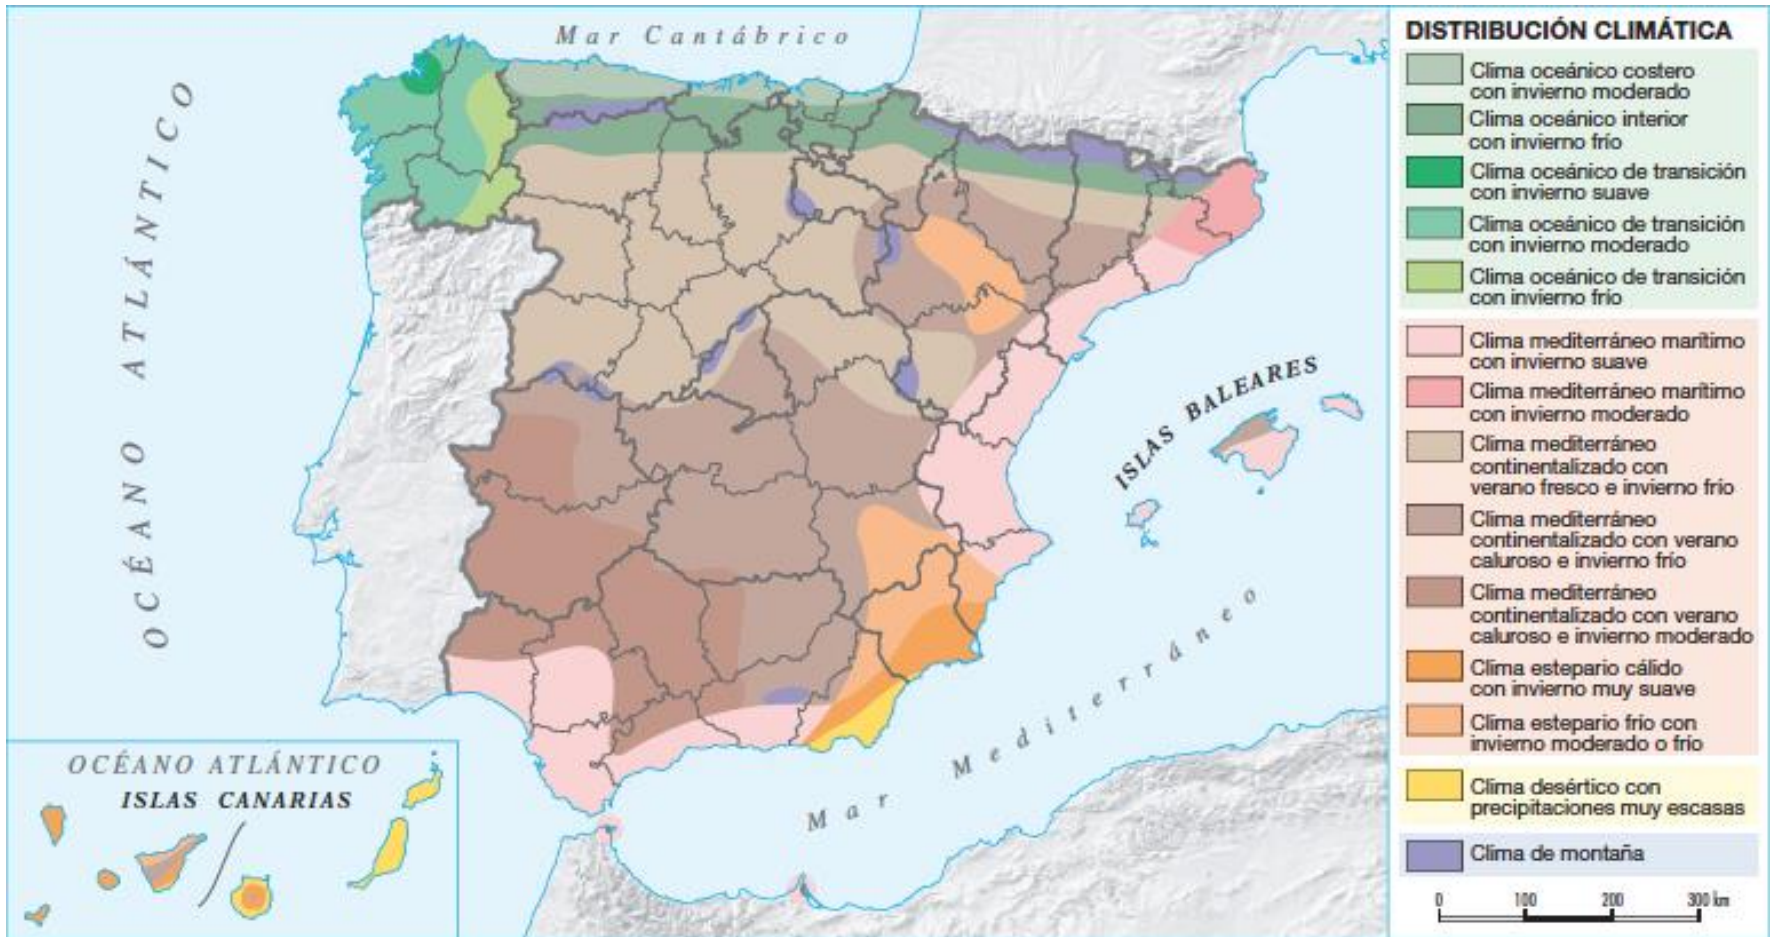 Mar Cantábrico
OCÉANO ATLÁNTICO
ISLAS BALEARES
Mar Mediterráneo
OCÉANO ATLÁNTICO
ISLAS CANARIAS
DISTRIBUCIÓN CLIMÁTICA
Clima oceánico costero
con invierno moderado
Clima oceánico interior
con invierno frío
Clima oceánico de transición
con invierno suave
Clima oceánico de transición
con invierno moderado
Clima oceánico de transición
con invierno frío
Clima mediterráneo marítimo
con invierno suave
Clima mediterráneo marítimo
con invierno moderado
Clima mediterráneo
continentalizado con
verano fresco e invierno frío
Clima mediterráneo
continentalizado con verano
caluroso e invierno frío
Clima mediterráneo
continentalizado con verano
caluroso e invierno moderado
Clima estepario cálido
con invierno muy suave
Clima estepario frío con
invierno moderado o frío
Clima desértico con
precipitaciones muy escasas
Clima de montaña
0 100 200 300 km